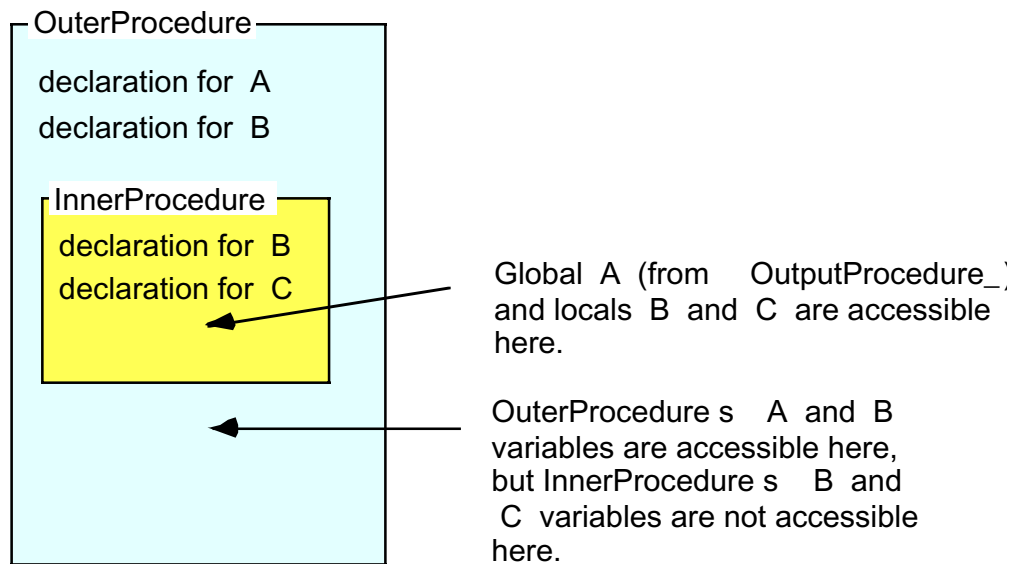 OuterProcedure
declaration for A
declaration for B
InnerProcedure
declaration for B
declaration for C
Global A (from OutputProcedure_)
and locals B and C are accessible
here.
OuterProcedure s A and B
variables are accessible here,
but InnerProcedure s B and
C variables are not accessible
here.